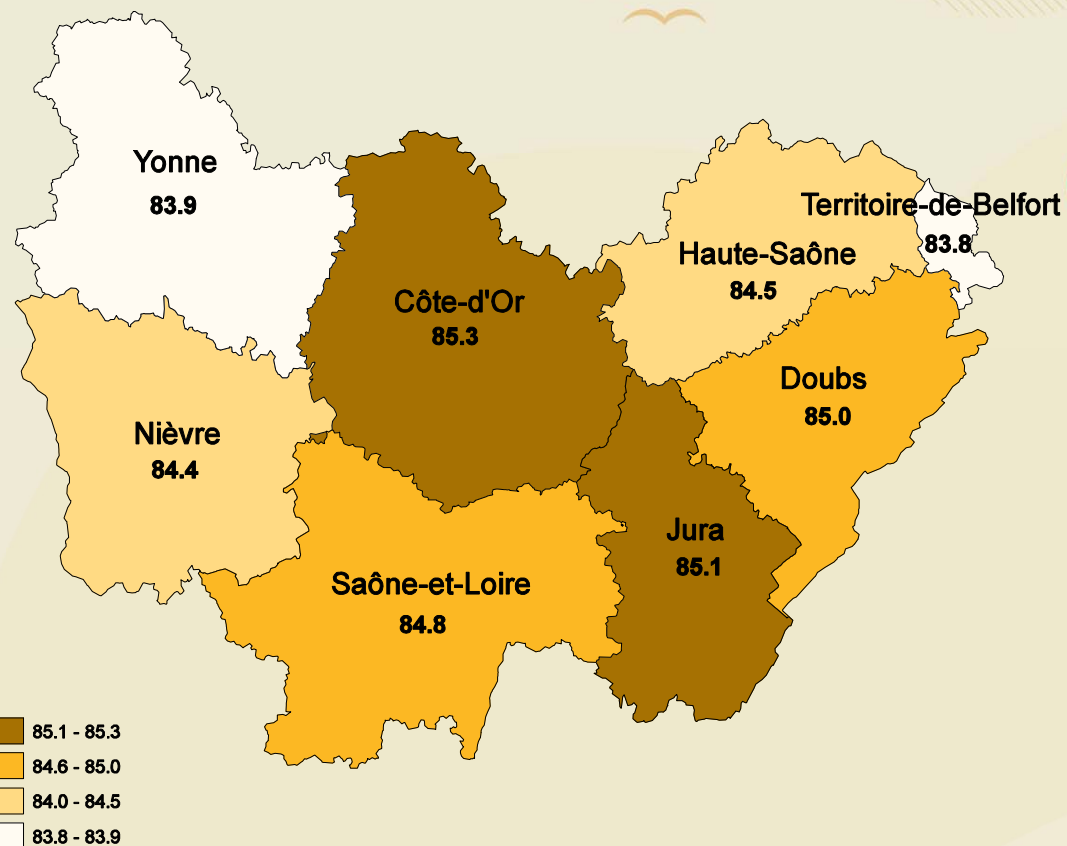 Yonne
83.9
Territoire-de-Belfort
83.8
Haute-Saône
84.5
Côte-d'Or
85.3
Doubs
85.0
Nièvre
84.4
Jura
85.1
Saône-et-Loire
84.8
85.1 - 85.3
84.6 - 85.0
84.0 - 84.5
83.8 - 83.9